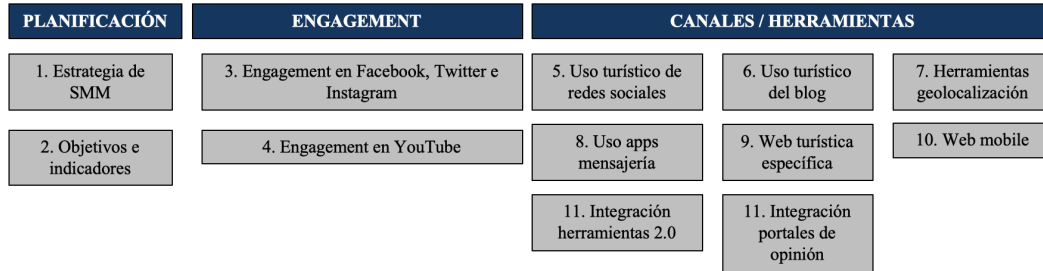 PLANIFICACIÓN
ENGAGEMENT
CANALES / HERRAMIENTAS
1. Estrategia de
SMM
2. Objetivos e
indicadores
3. Engagement en Facebook, Twitter e
Instagram
4. Engagement en YouTube
5. Uso turístico de
redes sociales
6. Uso turístico
del blog
7. Herramientas
geolocalización
8. Uso apps
mensajería
9. Web turística
específica
10. Web mobile
11. Integración
herramientas 2.0
11. Integración
portales de
opinión